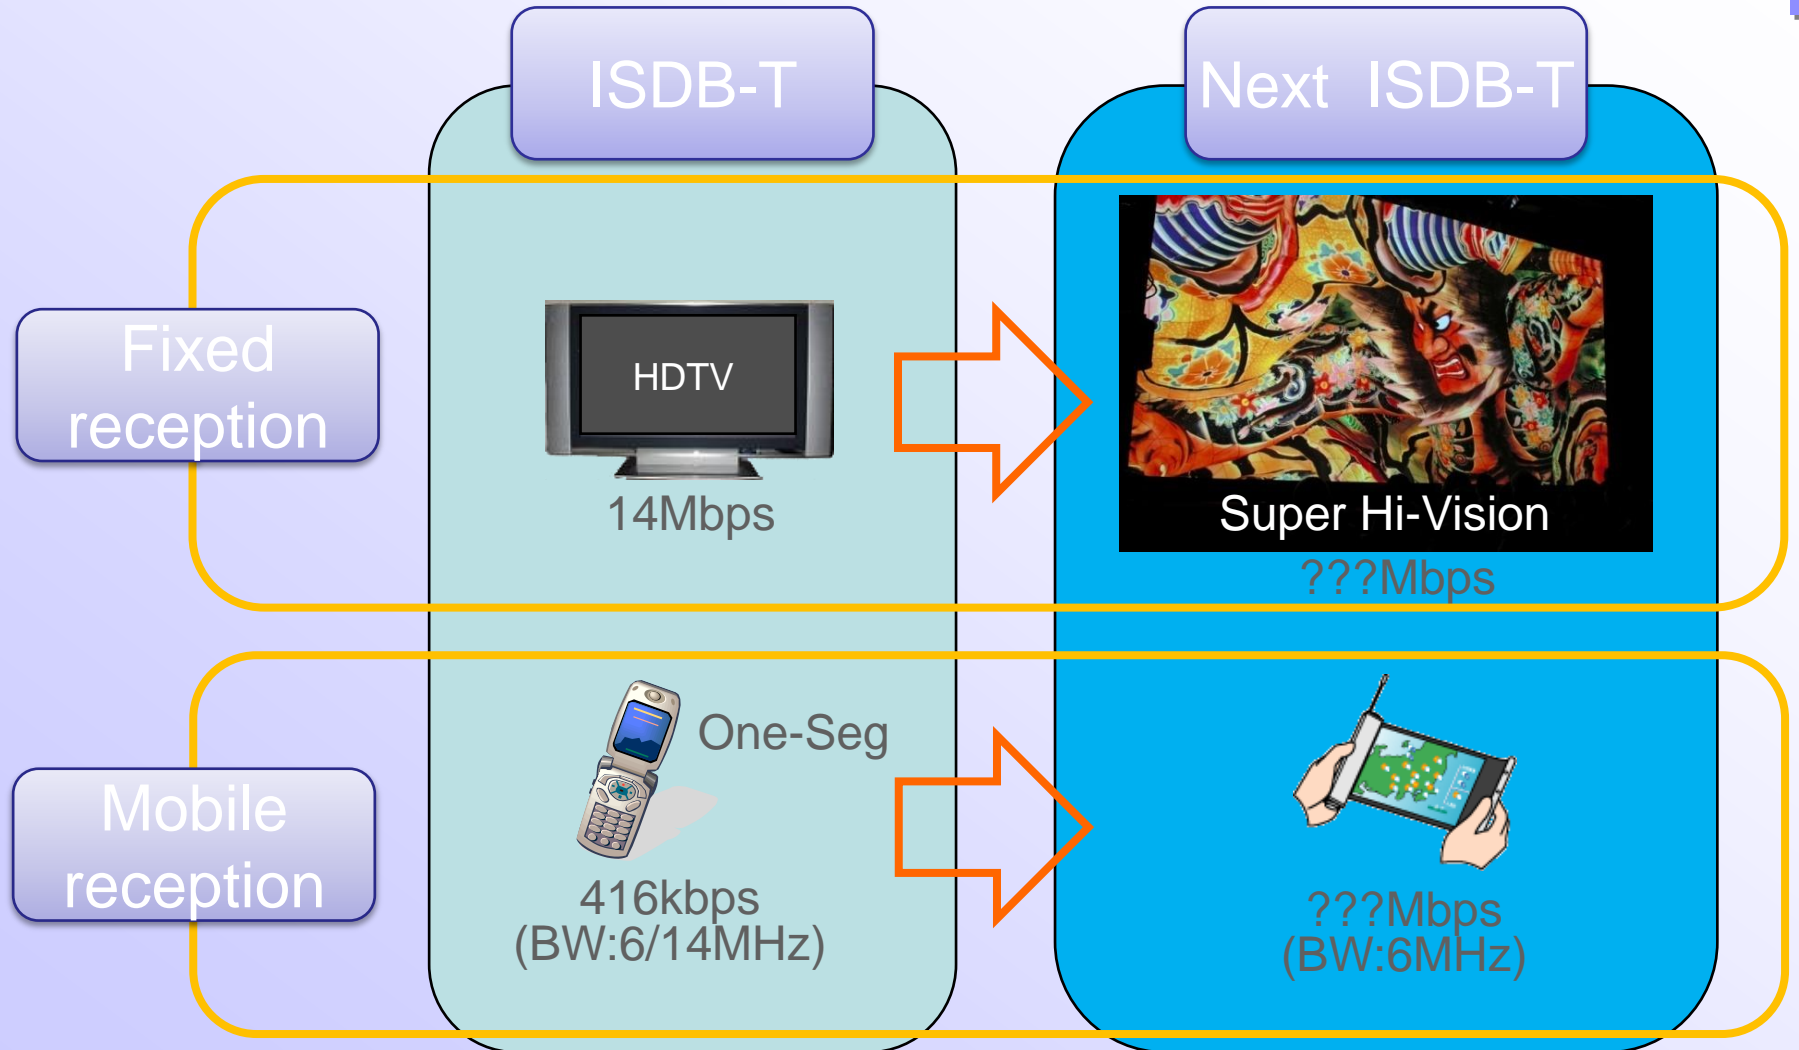 ISDB-T
Next ISDB-T
Fixed
reception
HDTV
14Mbps
Super Hi-Vision
???Mbps
Mobile
reception
One-Seg
416kbps
(BW:6/14MHz)
???Mbps
(BW:6MHz)